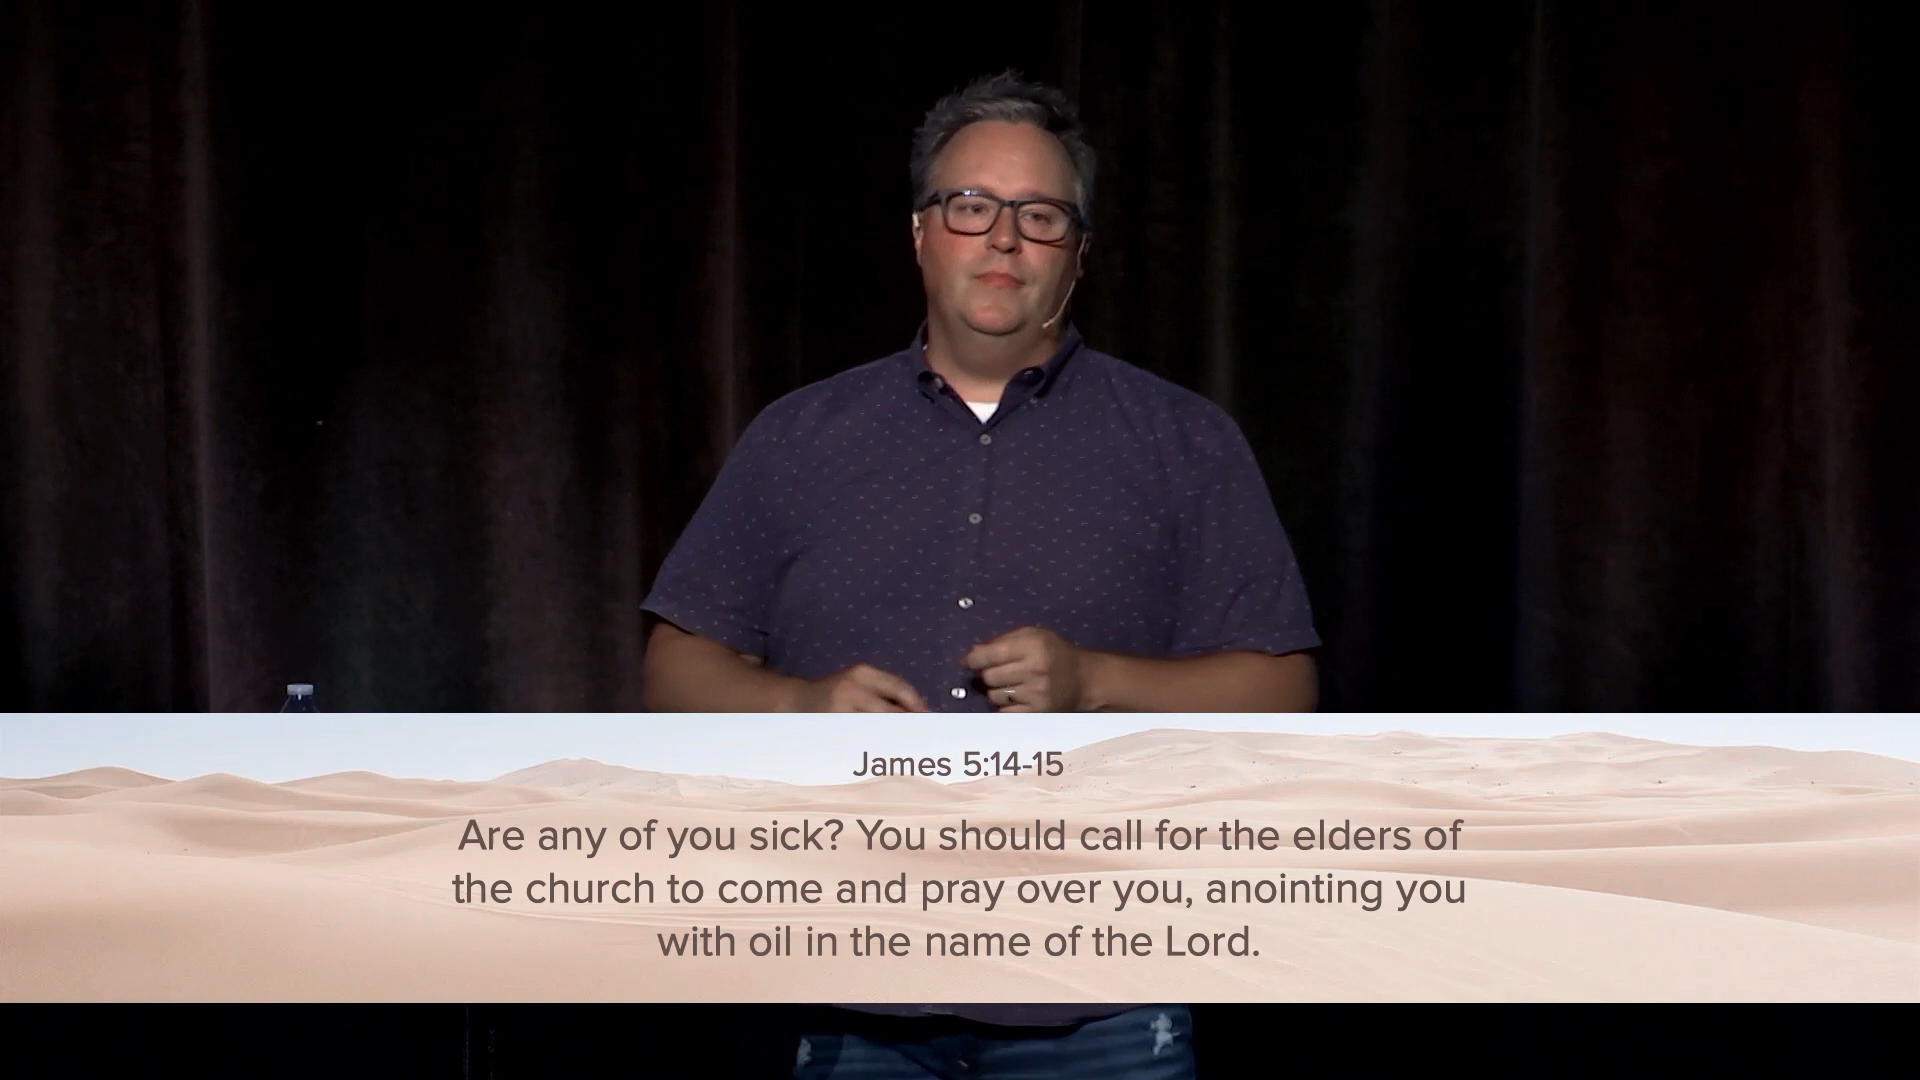 James 5:14-15
Are any of you sick? You should call for the elders of
the church to come and pray over you, anointing you
with oil in the name of the Lord.